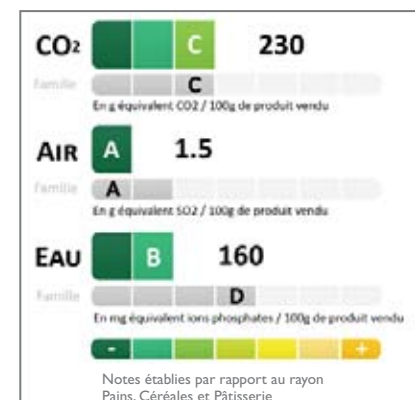 CO2 C 230
Famille C
En g équivalent CO2 / 100g de produit vendu
AIR A 1.5
Famille A
En g équivalent SO2 / 100g de produit vendu
EAU B 160
Famille D
En mg équivalent ions phosphates / 100g de produit vendu
- +
Notes établies par rapport au rayon
Pains, Céréales et Pâtisserie